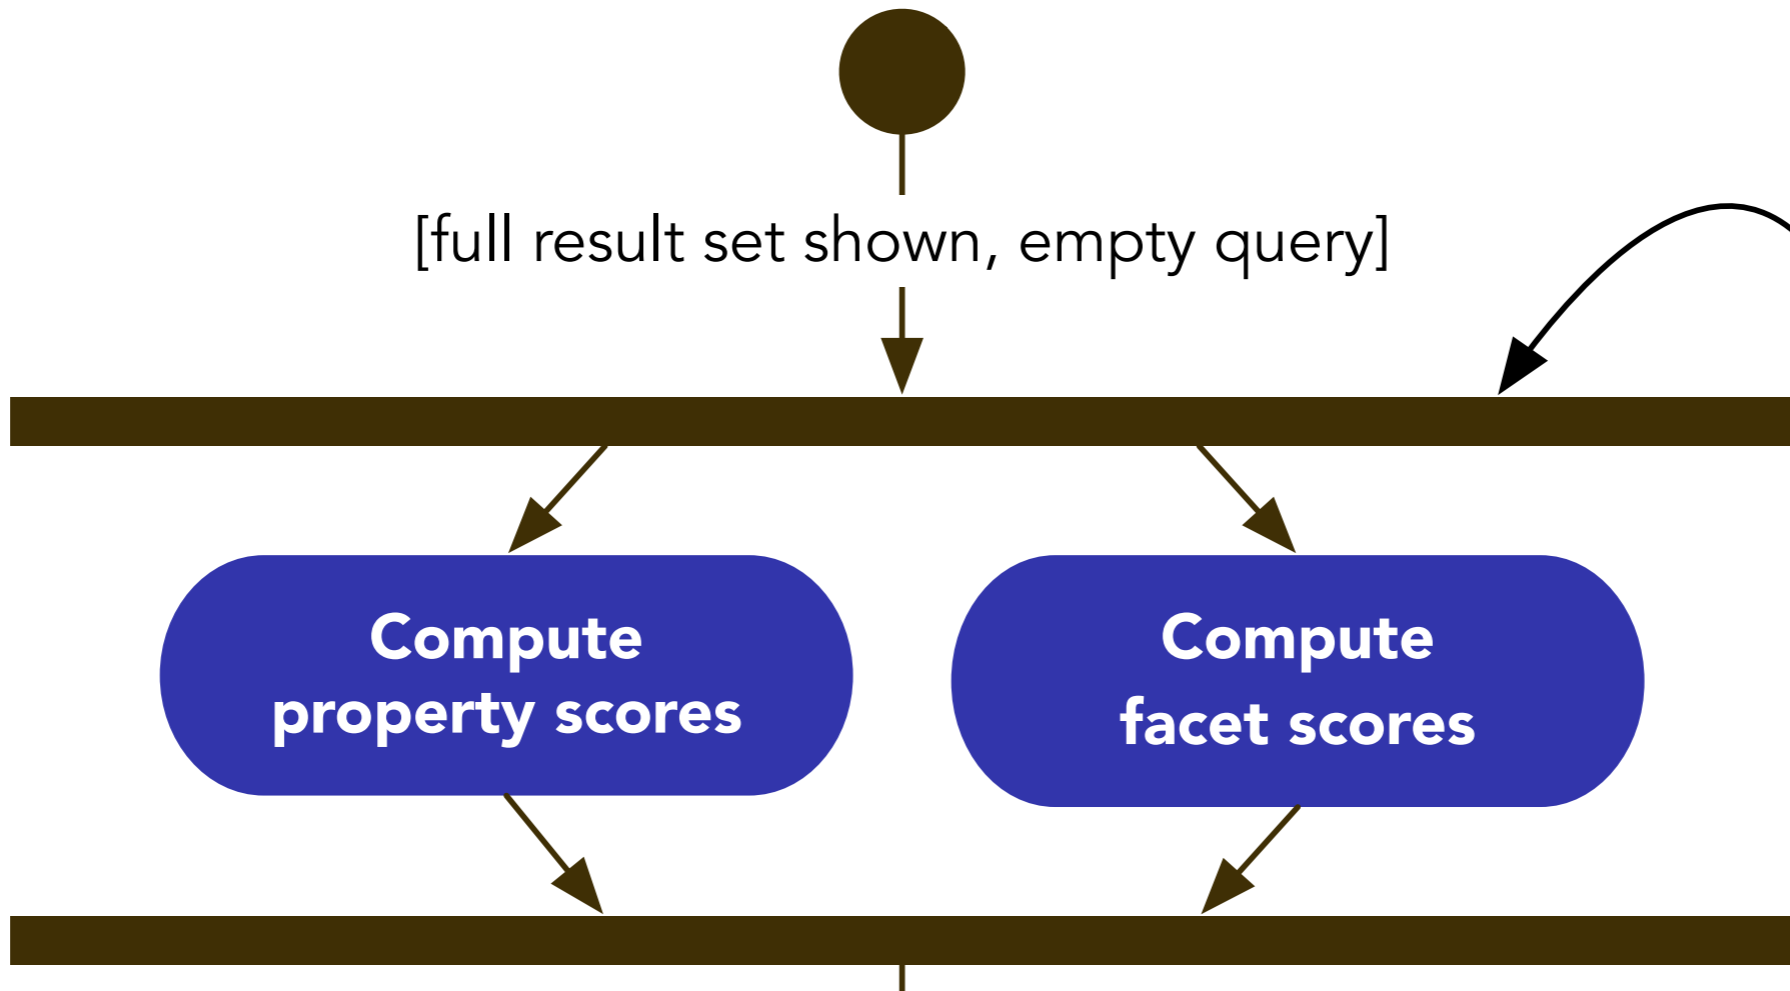 [full result set shown, empty query]
Compute
property scores
Compute
facet scores